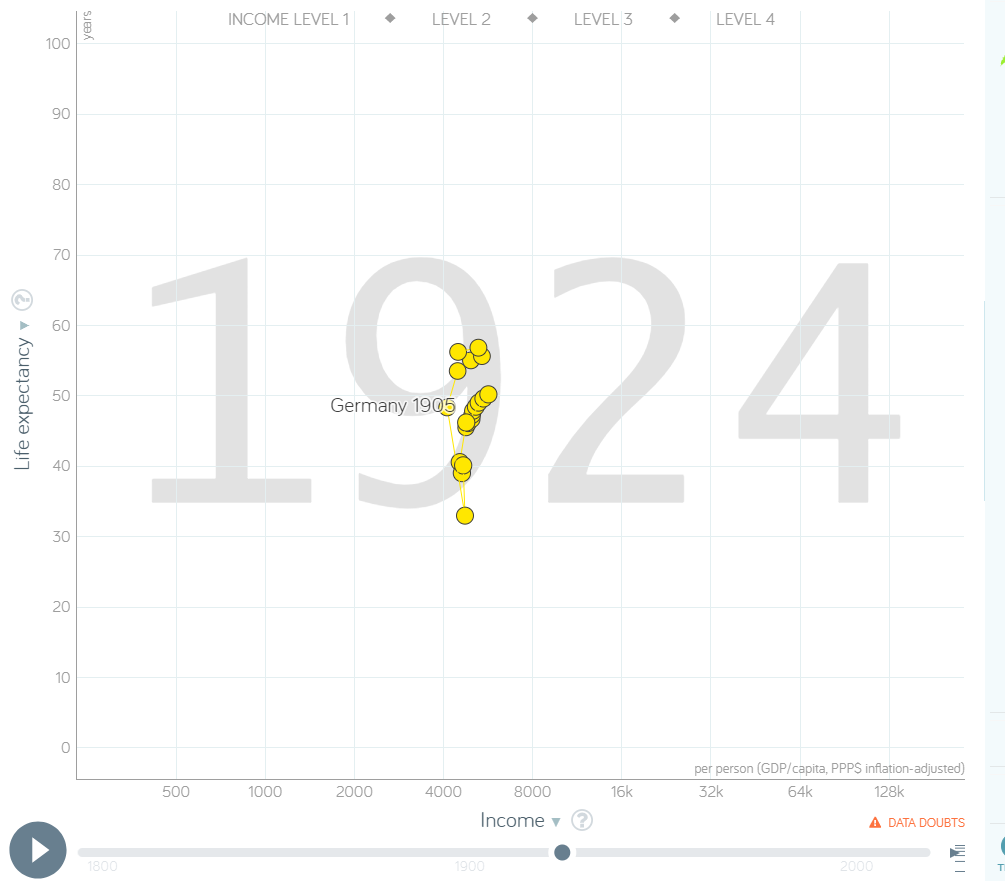 INCOME LEVEL 1 ◆ LEVEL 2 ◆ LEVEL 3 ◆ LEVEL 4
years
100
90
80
70
60
50
40
30
20
10
0
Life expectancy ▼ ?
1924
Germany 1905
per person (GDP/capita, PPP$ inflation-adjusted)
500 1000 2000 4000 8000 16k 32k 64k 128k
Income ▼ ?
DATA DOUBTS
1800 1900 2000